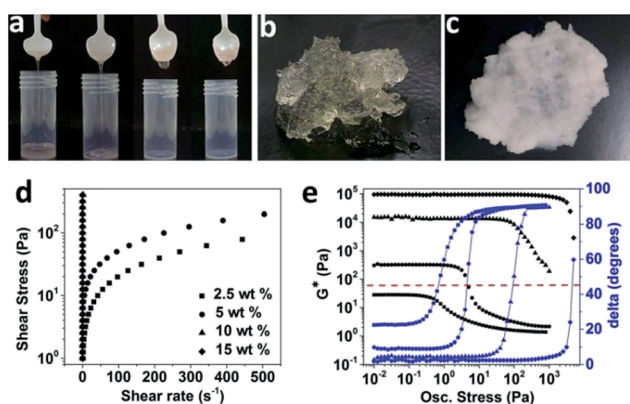 a
b
c
d
Shear Stress (Pa)
10²
10¹
10⁰
0 100 200 300 400 500
Shear rate (s⁻¹)
2.5 wt %
5 wt %
10 wt %
15 wt %
e
G* (Pa)
10⁵
10⁴
10³
10²
10¹
10⁰
10⁻¹
10⁻² 10⁻¹ 10⁰ 10¹ 10² 10³
Osc. Stress (Pa)
90
80
60
40
20
0
delta (degrees)